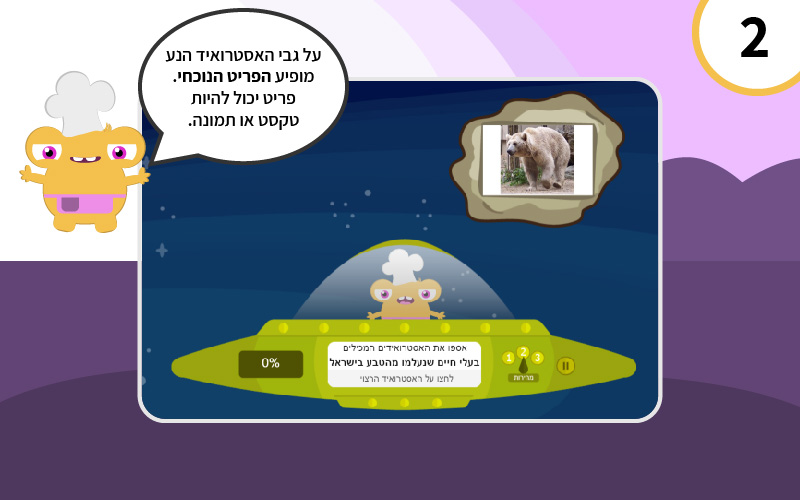 2
על גבי האסטרואיד הנע
מופיע הפריט הנוכחי.
פריט יכול להיות
טקסט או תמונה.
אספו את האסטרואידים המכילים
בעלי חיים שנעלמו מהטבע בישראל
לחצו על האסטרואיד הרצוי
0%
1 2 3
מהירות